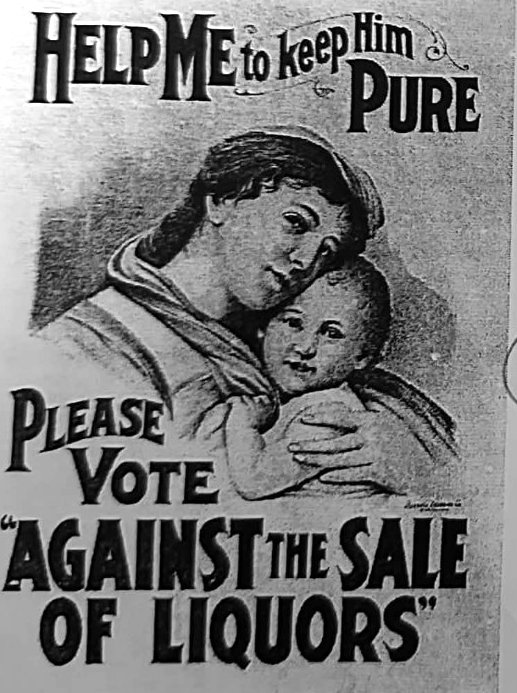 HELP ME to keep Him
PURE
PLEASE
VOTE
"AGAINST THE SALE
OF LIQUORS"